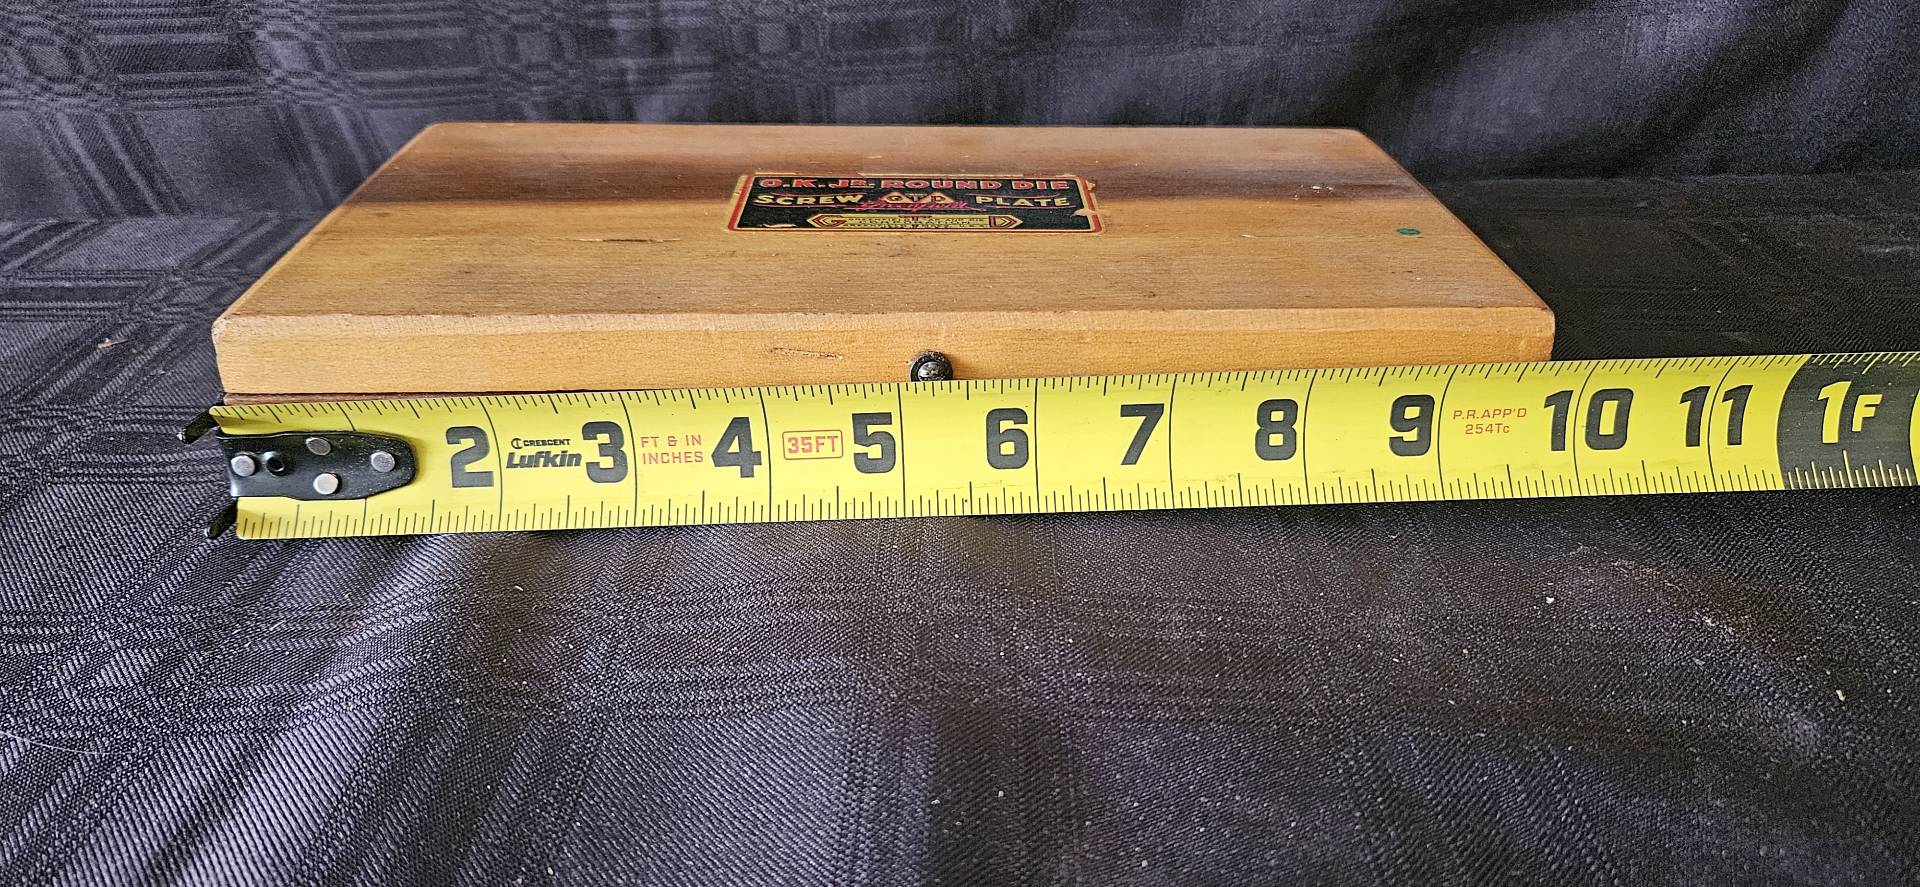 O.K. Jr. ROUND DIE
SCREW GTD PLATE
G D
2 CRESCENT Lufkin 3 FT & IN INCHES 4 35FT 5 6 7 8 9 P.R.APP'D 254Tc 10 11 1F